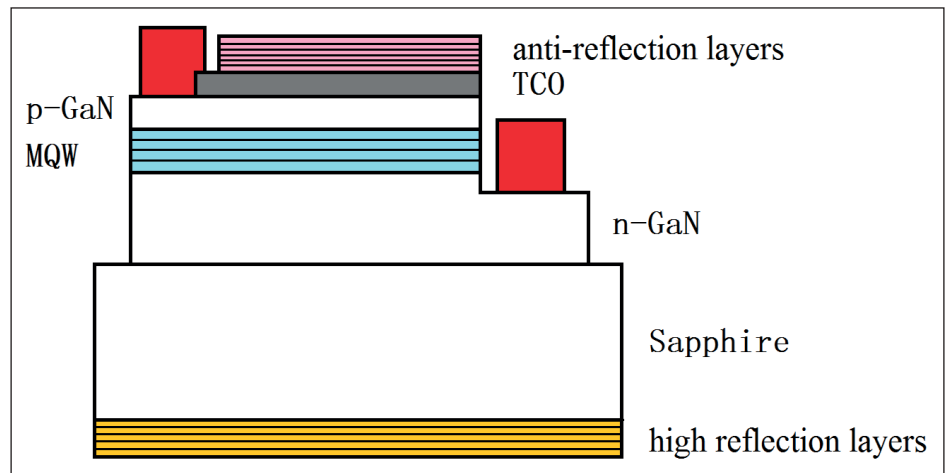 anti-reflection layers
TCO
p-GaN
MQW
n-GaN
Sapphire
high reflection layers